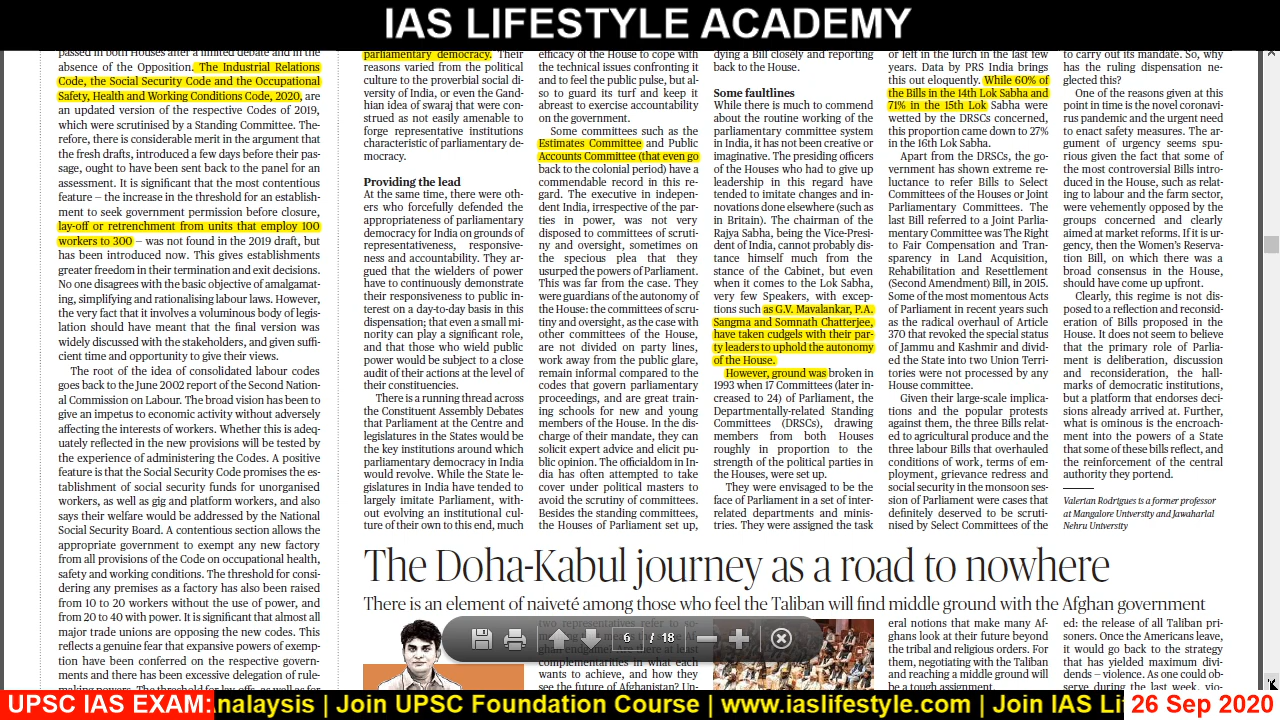 IAS LIFESTYLE ACADEMY
passed in both Houses after a limited debate and in the
absence of the Opposition. The Industrial Relations
Code, the Social Security Code and the Occupational
Safety, Health and Working Conditions Code, 2020, are
an updated version of the respective Codes of 2019,
which were scrutinised by a Standing Committee. The-
refore, there is considerable merit in the argument that
the fresh drafts, introduced a few days before their pas-
sage, ought to have been sent back to the panel for an
assessment. It is significant that the most contentious
feature – the increase in the threshold for an establish-
ment to seek government permission before closure,
lay-off or retrenchment from units that employ 100
workers to 300 – was not found in the 2019 draft, but
has been introduced now. This gives establishments
greater freedom in their termination and exit decisions.
No one disagrees with the basic objective of amalgamat-
ing, simplifying and rationalising labour laws. However,
the very fact that it involves a voluminous body of legis-
lation should have meant that the final version was
widely discussed with the stakeholders, and given suffi-
cient time and opportunity to give their views.
The root of the idea of consolidated labour codes
goes back to the June 2002 report of the Second Nation-
al Commission on Labour. The broad vision has been to
give an impetus to economic activity without adversely
affecting the interests of workers. Whether this is adeq-
uately reflected in the new provisions will be tested by
the experience of administering the Codes. A positive
feature is that the Social Security Code promises the es-
tablishment of social security funds for unorganised
workers, as well as gig and platform workers, and also
says their welfare would be addressed by the National
Social Security Board. A contentious section allows the
appropriate government to exempt any new factory
from all provisions of the Code on occupational health,
safety and working conditions. The threshold for consi-
dering any premises as a factory has also been raised
from 10 to 20 workers without the use of power, and
from 20 to 40 with power. It is significant that almost all
major trade unions are opposing the new codes. This
reflects a genuine fear that expansive powers of exemp-
tion have been conferred on the respective govern-
ments and there has been excessive delegation of rule-
making powers. The threshold for lay-offs, as well as for
parliamentary democracy. Their
reasons varied from the political
culture to the proverbial social di-
versity of India, or even the Gand-
hian idea of swaraj that were con-
strued as not easily amenable to
forge representative institutions
characteristic of parliamentary de-
mocracy.
Providing the lead
At the same time, there were oth-
ers who forcefully defended the
appropriateness of parliamentary
democracy for India on grounds of
representativeness, responsive-
ness and accountability. They ar-
gued that the wielders of power
have to continuously demonstrate
their responsiveness to public in-
terest on a day-to-day basis in this
dispensation; that even a small mi-
nority can play a significant role,
and that those who wield public
power would be subject to a close
audit of their actions at the level of
their constituencies.
There is a running thread across
the Constituent Assembly Debates
that Parliament at the Centre and
legislatures in the States would be
the key institutions around which
parliamentary democracy in India
would revolve. While the State le-
gislatures in India have tended to
largely imitate Parliament, with-
out evolving an institutional cul-
ture of their own to this end, much
efficacy of the House to cope with
the technical issues confronting it
and to feel the public pulse, but al-
so to guard its turf and keep it
abreast to exercise accountability
on the government.
Some committees such as the
Estimates Committee and Public
Accounts Committee (that even go
back to the colonial period) have a
commendable record in this re-
gard. The executive in indepen-
dent India, irrespective of the par-
ties in power, was not very
disposed to committees of scruti-
ny and oversight, sometimes on
the specious plea that they
usurped the powers of Parliament.
This was far from the case. They
were guardians of the autonomy of
the House: the committees of scru-
tiny and oversight, as the case with
other committees of the House,
are not divided on party lines,
work away from the public glare,
remain informal compared to the
codes that govern parliamentary
proceedings, and are great train-
ing schools for new and young
members of the House. In the dis-
charge of their mandate, they can
solicit expert advice and elicit pu-
blic opinion. The officialdom in In-
dia has often attempted to take
cover under political masters to
avoid the scrutiny of committees.
Besides the standing committees,
the Houses of Parliament set up,
dying a Bill closely and reporting
back to the House.
Some faultlines
While there is much to commend
about the routine working of the
parliamentary committee system
in India, it has not been creative or
imaginative. The presiding officers
of the Houses who had to give up
leadership in this regard have
tended to imitate changes and in-
novations done elsewhere (such as
in Britain). The chairman of the
Rajya Sabha, being the Vice-Presi-
dent of India, cannot probably dis-
tance himself much from the
stance of the Cabinet, but even
when it comes to the Lok Sabha,
very few Speakers, with excep-
tions such as G.V. Mavalankar, P.A.
Sangma and Somnath Chatterjee,
have taken cudgels with their par-
ty leaders to uphold the autonomy
of the House.
However, ground was broken in
1993 when 17 Committees (later in-
creased to 24) of Parliament, the
Departmentally-related Standing
Committees (DRSCs), drawing
members from both Houses
roughly in proportion to the
strength of the political parties in
the Houses, were set up.
They were envisaged to be the
face of Parliament in a set of inter-
related departments and minis-
tries. They were assigned the task
or left in the lurch in the last few
years. Data by PRS India brings
this out eloquently. While 60% of
the Bills in the 14th Lok Sabha and
71% in the 15th Lok Sabha were
wetted by the DRSCs concerned,
this proportion came down to 27%
in the 16th Lok Sabha.
Apart from the DRSCs, the go-
vernment has shown extreme re-
luctance to refer Bills to Select
Committees of the Houses or Joint
Parliamentary Committees. The
last Bill referred to a Joint Parlia-
mentary Committee was The Right
to Fair Compensation and Tran-
sparency in Land Acquisition,
Rehabilitation and Resettlement
(Second Amendment) Bill, in 2015.
Some of the most momentous Acts
of Parliament in recent years such
as the radical overhaul of Article
370 that revoked the special status
of Jammu and Kashmir and divid-
ed the State into two Union Terri-
tories were not processed by any
House committee.
Given their large-scale implica-
tions and the popular protests
against them, the three Bills relat-
ed to agricultural produce and the
three labour Bills that overhauled
conditions of work, terms of em-
ployment, grievance redress and
social security in the monsoon ses-
sion of Parliament were cases that
definitely deserved to be scruti-
nised by Select Committees of the
to carry out its mandate. So, why
has the ruling dispensation ne-
glected this?
One of the reasons given at this
point in time is the novel coronavi-
rus pandemic and the urgent need
to enact safety measures. The ar-
gument of urgency seems spu-
rious given the fact that some of
the most controversial Bills intro-
duced in the House, such as relat-
ing to labour and the farm sector,
were vehemently opposed by the
groups concerned and clearly
aimed at market reforms. If it is ur-
gency, then the Women's Reserva-
tion Bill, on which there was a
broad consensus in the House,
should have come up upfront.
Clearly, this regime is not dis-
posed to a reflection and reconsid-
eration of Bills proposed in the
House. It does not seem to believe
that the primary role of Parlia-
ment is deliberation, discussion
and reconsideration, the hall-
marks of democratic institutions,
but a platform that endorses deci-
sions already arrived at. Further,
what is ominous is the encroach-
ment into the powers of a State
that some of these bills reflect, and
the reinforcement of the central
authority they portend.
Valerian Rodrigues is a former professor
at Mangalore University and Jawaharlal
Nehru University
The Doha-Kabul journey as a road to nowhere
There is an element of naiveté among those who feel the Taliban will find middle ground with the Afghan government
complementarities in what each
wants to achieve, and how they
see the future of Afghanistan? Un-
6 / 18
eral notions that make many Af-
ghans look at their future beyond
the tribal and religious orders. For
them, negotiating with the Taliban
and reaching a middle ground will
be a tough assignment.
ed: the release of all Taliban pri-
soners. Once the Americans leave,
it would go back to the strategy
that has yielded maximum divi-
dends – violence. As one could ob-
serve during the last week, vio-
UPSC IAS EXAM:
nalaysis | Join UPSC Foundation Course | www.iaslifestyle.com | Join IAS Li
26 Sep 2020